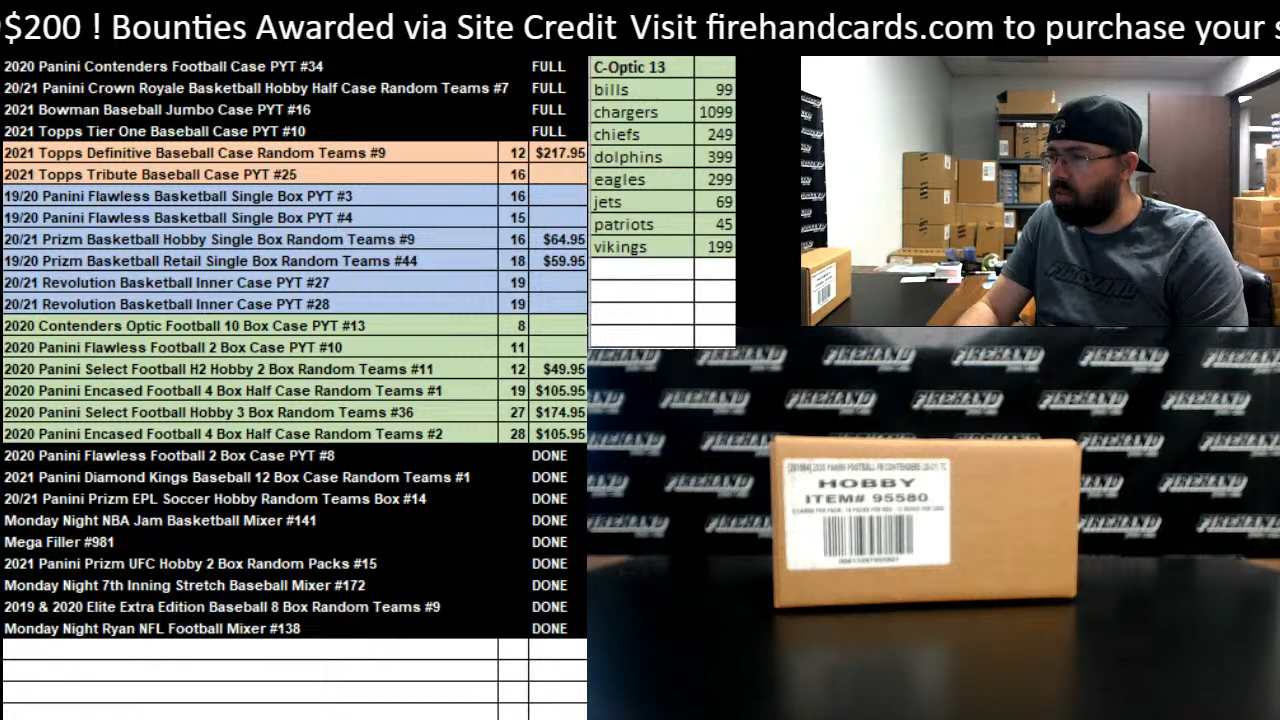 $200 ! Bounties Awarded via Site Credit Visit firehandcards.com to purchase your s
2020 Panini Contenders Football Case PYT #34 FULL
20/21 Panini Crown Royale Basketball Hobby Half Case Random Teams #7 FULL
2021 Bowman Baseball Jumbo Case PYT #16 FULL
2021 Topps Tier One Baseball Case PYT #10 FULL
2021 Topps Definitive Baseball Case Random Teams #9 12 $217.95
2021 Topps Tribute Baseball Case PYT #25 16
19/20 Panini Flawless Basketball Single Box PYT #3 16
19/20 Panini Flawless Basketball Single Box PYT #4 15
20/21 Prizm Basketball Hobby Single Box Random Teams #9 16 $64.95
19/20 Prizm Basketball Retail Single Box Random Teams #44 18 $59.95
20/21 Revolution Basketball Inner Case PYT #27 19
20/21 Revolution Basketball Inner Case PYT #28 19
2020 Contenders Optic Football 10 Box Case PYT #13 8
2020 Panini Flawless Football 2 Box Case PYT #10 11
2020 Panini Select Football H2 Hobby 2 Box Random Teams #11 12 $49.95
2020 Panini Encased Football 4 Box Half Case Random Teams #1 19 $105.95
2020 Panini Select Football Hobby 3 Box Random Teams #36 27 $174.95
2020 Panini Encased Football 4 Box Half Case Random Teams #2 28 $105.95
2020 Panini Flawless Football 2 Box Case PYT #8 DONE
2021 Panini Diamond Kings Baseball 12 Box Case Random Teams #1 DONE
20/21 Panini Prizm EPL Soccer Hobby Random Teams Box #14 DONE
Monday Night NBA Jam Basketball Mixer #141 DONE
Mega Filler #981 DONE
2021 Panini Prizm UFC Hobby 2 Box Random Packs #15 DONE
Monday Night 7th Inning Stretch Baseball Mixer #172 DONE
2019 & 2020 Elite Extra Edition Baseball 8 Box Random Teams #9 DONE
Monday Night Ryan NFL Football Mixer #138 DONE
C-Optic 13
bills 99
chargers 1099
chiefs 249
dolphins 399
eagles 299
jets 69
patriots 45
vikings 199
FIREHAND FIREHAND FIREHAND FIREHAND FIREHAND
HOBBY
ITEM# 95580